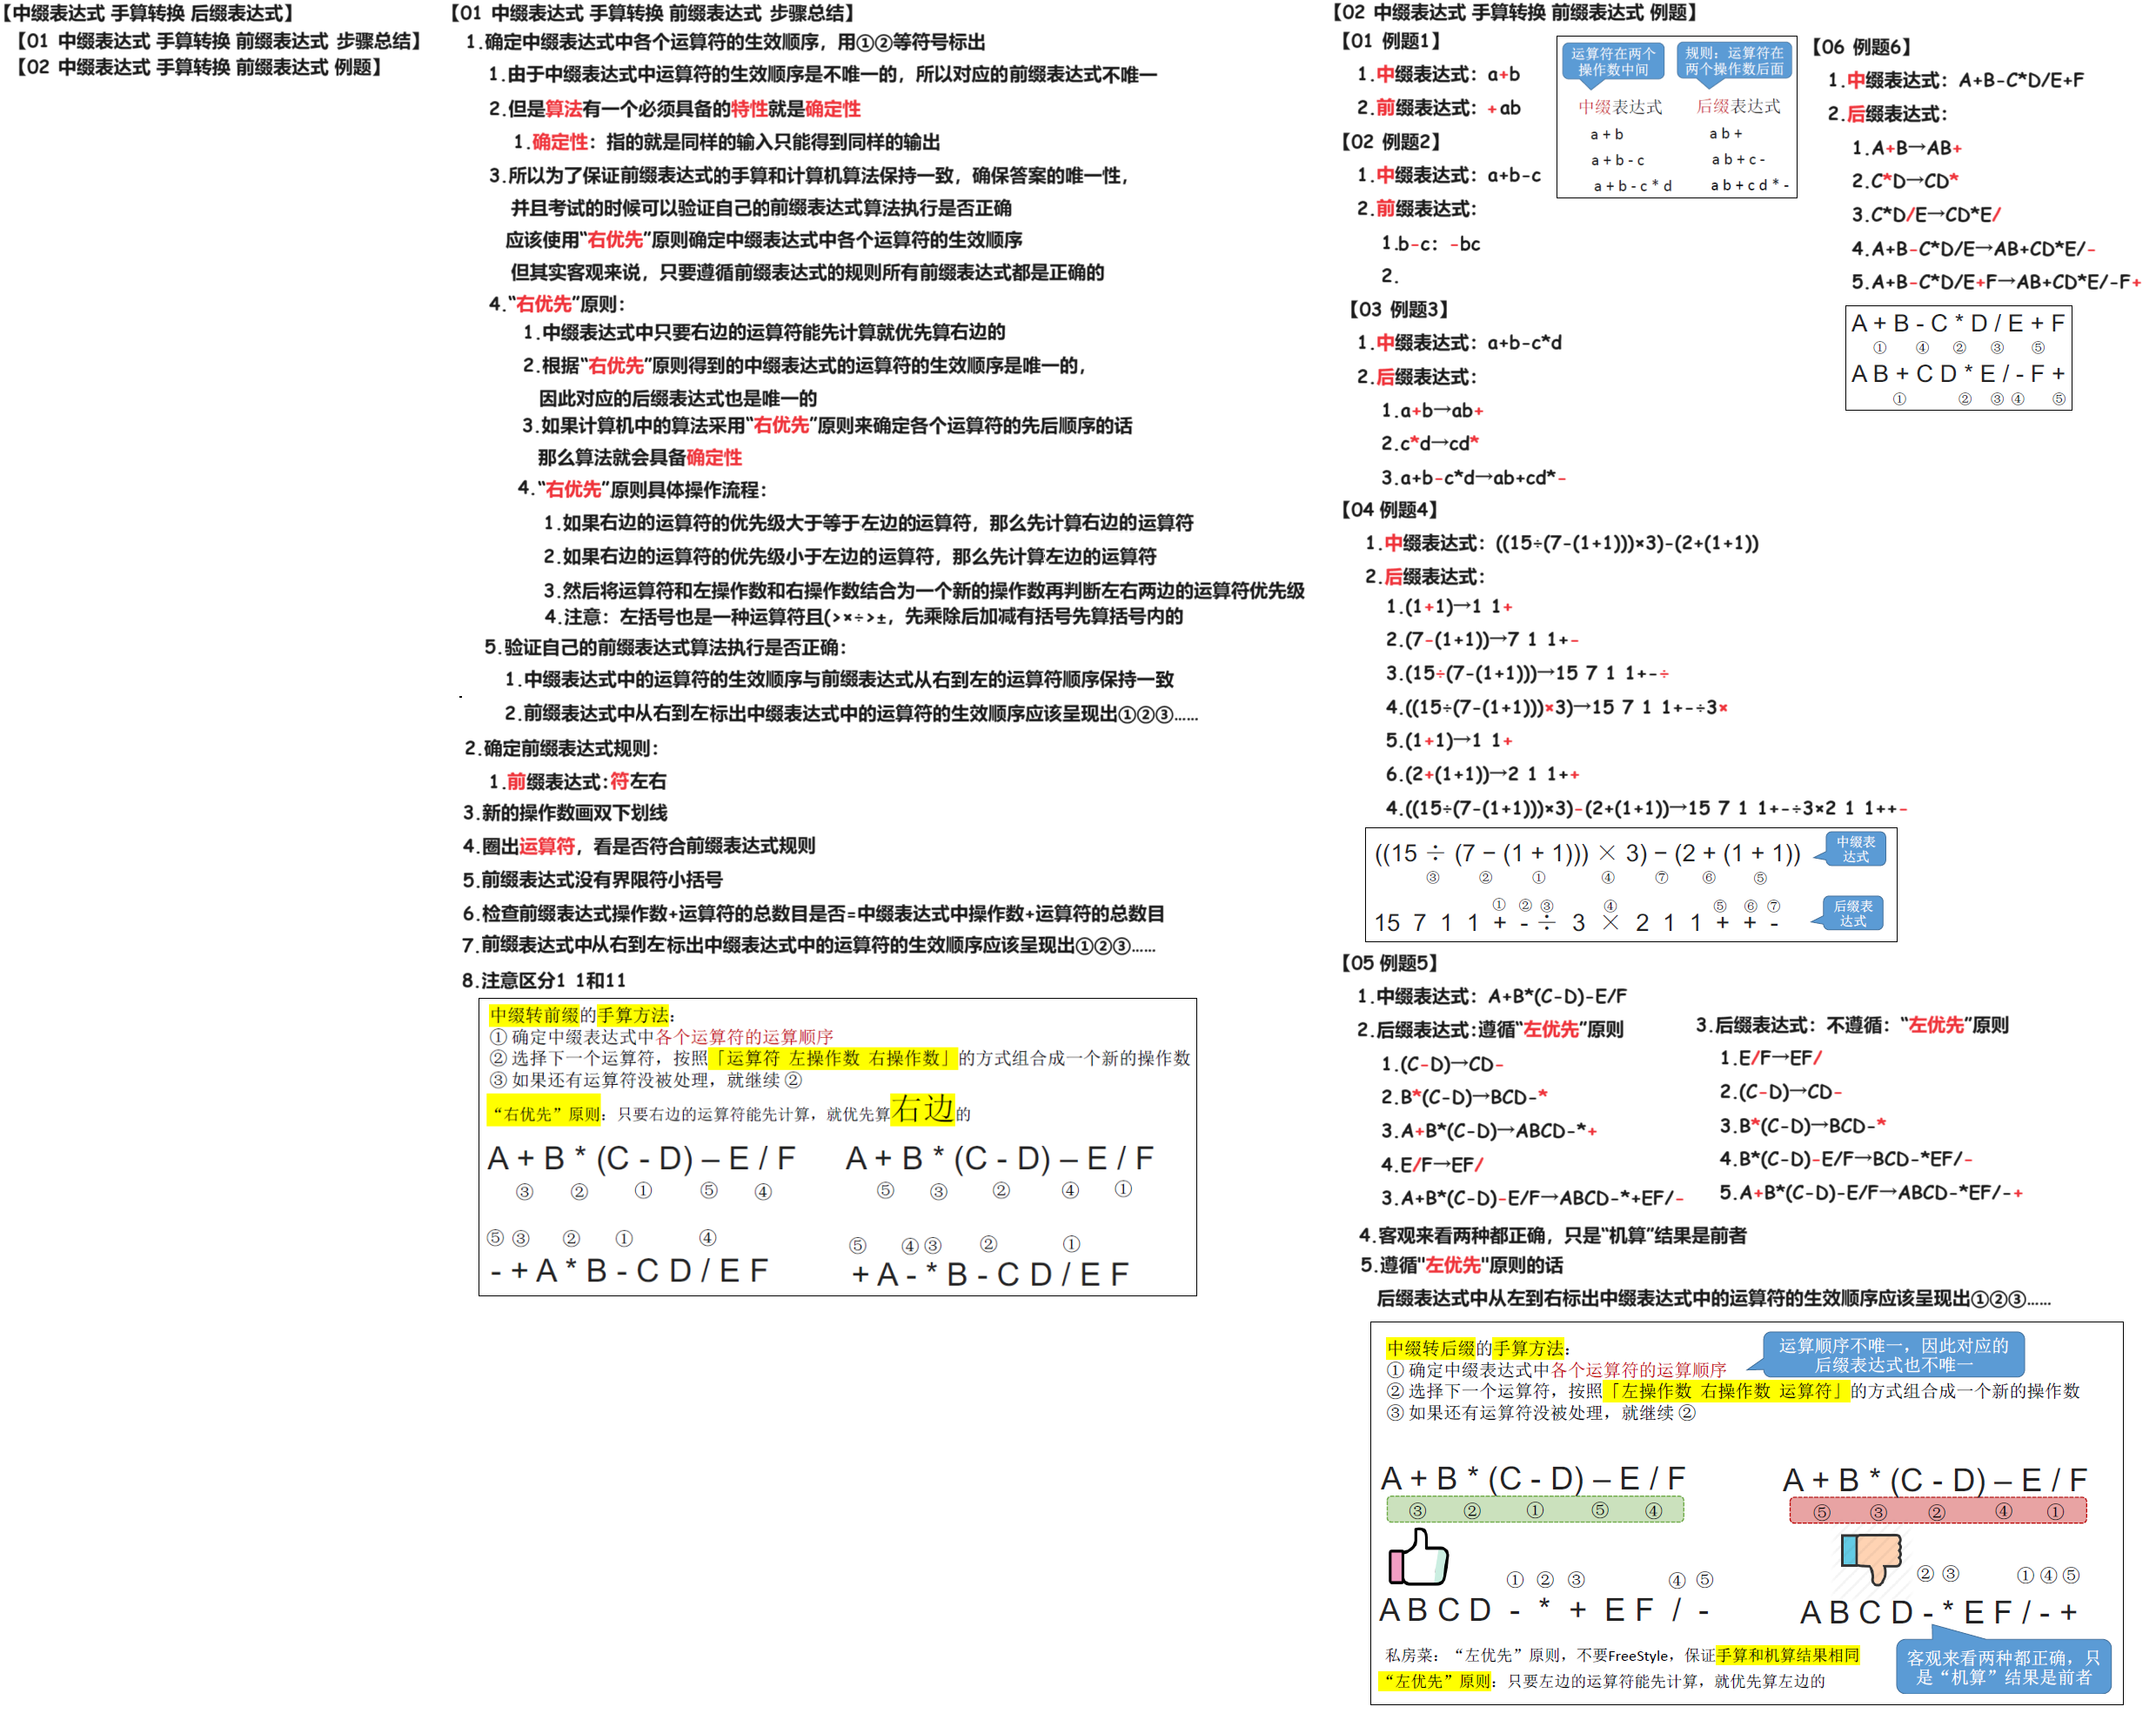 【中缀表达式 手算转换 后缀表达式】
【01 中缀表达式 手算转换 前缀表达式 步骤总结】
【02 中缀表达式 手算转换 前缀表达式 例题】
【01 中缀表达式 手算转换 前缀表达式 步骤总结】
1.确定中缀表达式中各个运算符的生效顺序，用①②等符号标出
1.由于中缀表达式中运算符的生效顺序是不唯一的，所以对应的前缀表达式不唯一
2.但是算法有一个必须具备的特性就是确定性
1.确定性：指的就是同样的输入只能得到同样的输出
3.所以为了保证前缀表达式的手算和计算机算法保持一致，确保答案的唯一性，
并且考试的时候可以验证自己的前缀表达式算法执行是否正确
应该使用“右优先”原则确定中缀表达式中各个运算符的生效顺序
但其实客观来说，只要遵循前缀表达式的规则所有前缀表达式都是正确的
4.“右优先”原则：
1.中缀表达式中只要右边的运算符能先计算就优先算右边的
2.根据“右优先”原则得到的中缀表达式的运算符的生效顺序是唯一的，
因此对应的后缀表达式也是唯一的
3.如果计算机中的算法采用“右优先”原则来确定各个运算符的先后顺序的话
那么算法就会具备确定性
4.“右优先”原则具体操作流程：
1.如果右边的运算符的优先级大于等于左边的运算符，那么先计算右边的运算符
2.如果右边的运算符的优先级小于左边的运算符，那么先计算左边的运算符
3.然后将运算符和左操作数和右操作数结合为一个新的操作数再判断左右两边的运算符优先级
4.注意：左括号也是一种运算符且(>×÷>±，先乘除后加减有括号先算括号内的
5.验证自己的前缀表达式算法执行是否正确：
1.中缀表达式中的运算符的生效顺序与前缀表达式从右到左的运算符顺序保持一致
2.前缀表达式中从右到左标出中缀表达式中的运算符的生效顺序应该呈现出①②③……
2.确定前缀表达式规则：
1.前缀表达式:符左右
3.新的操作数画双下划线
4.圈出运算符，看是否符合前缀表达式规则
5.前缀表达式没有界限符小括号
6.检查前缀表达式操作数+运算符的总数目是否=中缀表达式中操作数+运算符的总数目
7.前缀表达式中从右到左标出中缀表达式中的运算符的生效顺序应该呈现出①②③……
8.注意区分1 1和11
中缀转前缀的手算方法：
① 确定中缀表达式中各个运算符的运算顺序
② 选择下一个运算符，按照「运算符 左操作数 右操作数」的方式组合成一个新的操作数
③ 如果还有运算符没被处理，就继续 ②
“右优先”原则：只要右边的运算符能先计算，就优先算右边的
A + B * (C - D) – E / F
③ ② ① ⑤ ④
⑤ ③ ② ① ④
- + A * B - C D / E F
A + B * (C - D) – E / F
⑤ ③ ② ④ ①
⑤ ④ ③ ② ①
+ A - * B - C D / E F
【02 中缀表达式 手算转换 前缀表达式 例题】
【01 例题1】
1.中缀表达式：a+b
2.前缀表达式：+ab
运算符在两个
操作数中间
规则：运算符在
两个操作数后面
中缀表达式 后缀表达式
a + b a b +
a + b - c a b + c -
a + b - c * d a b + c d * -
【02 例题2】
1.中缀表达式：a+b-c
2.前缀表达式：
1.b-c：-bc
2.
【03 例题3】
1.中缀表达式：a+b-c*d
2.后缀表达式：
1.a+b→ab+
2.c*d→cd*
3.a+b-c*d→ab+cd*-
【04 例题4】
1.中缀表达式：((15÷(7-(1+1)))×3)-(2+(1+1))
2.后缀表达式：
1.(1+1)→1 1+
2.(7-(1+1))→7 1 1+-
3.(15÷(7-(1+1)))→15 7 1 1+-÷
4.((15÷(7-(1+1)))×3)→15 7 1 1+-÷3×
5.(1+1)→1 1+
6.(2+(1+1))→2 1 1++
4.((15÷(7-(1+1)))×3)-(2+(1+1))→15 7 1 1+-÷3×2 1 1++-
((15 ÷ (7 − (1 + 1))) × 3) − (2 + (1 + 1))
中缀表
达式
③ ② ① ④ ⑦ ⑥ ⑤
① ② ③ ④ ⑤ ⑥ ⑦
15 7 1 1 + - ÷ 3 × 2 1 1 + + -
后缀表
达式
【05 例题5】
1.中缀表达式：A+B*(C-D)-E/F
2.后缀表达式:遵循“左优先”原则
1.(C-D)→CD-
2.B*(C-D)→BCD-*
3.A+B*(C-D)→ABCD-*+
4.E/F→EF/
3.A+B*(C-D)-E/F→ABCD-*+EF/-
3.后缀表达式：不遵循：“左优先”原则
1.E/F→EF/
2.(C-D)→CD-
3.B*(C-D)→BCD-*
4.B*(C-D)-E/F→BCD-*EF/-
5.A+B*(C-D)-E/F→ABCD-*EF/-+
4.客观来看两种都正确，只是“机算”结果是前者
5.遵循"左优先"原则的话
后缀表达式中从左到右标出中缀表达式中的运算符的生效顺序应该呈现出①②③……
中缀转后缀的手算方法：
① 确定中缀表达式中各个运算符的运算顺序
② 选择下一个运算符，按照「左操作数 右操作数 运算符」的方式组合成一个新的操作数
③ 如果还有运算符没被处理，就继续 ②
运算顺序不唯一，因此对应的
后缀表达式也不唯一
A + B * (C - D) – E / F
③ ② ① ⑤ ④
① ② ③ ④ ⑤
A B C D - * + E F / -
A + B * (C - D) – E / F
⑤ ③ ② ④ ①
② ③ ① ④ ⑤
A B C D - * E F / - +
私房菜：“左优先”原则，不要FreeStyle，保证手算和机算结果相同
“左优先”原则：只要左边的运算符能先计算，就优先算左边的
客观来看两种都正确，只
是“机算”结果是前者
【06 例题6】
1.中缀表达式：A+B-C*D/E+F
2.后缀表达式：
1.A+B→AB+
2.C*D→CD*
3.C*D/E→CD*E/
4.A+B-C*D/E→AB+CD*E/-
5.A+B-C*D/E+F→AB+CD*E/-F+
A + B - C * D / E + F
① ④ ② ③ ⑤
A B + C D * E / - F +
① ② ③ ④ ⑤